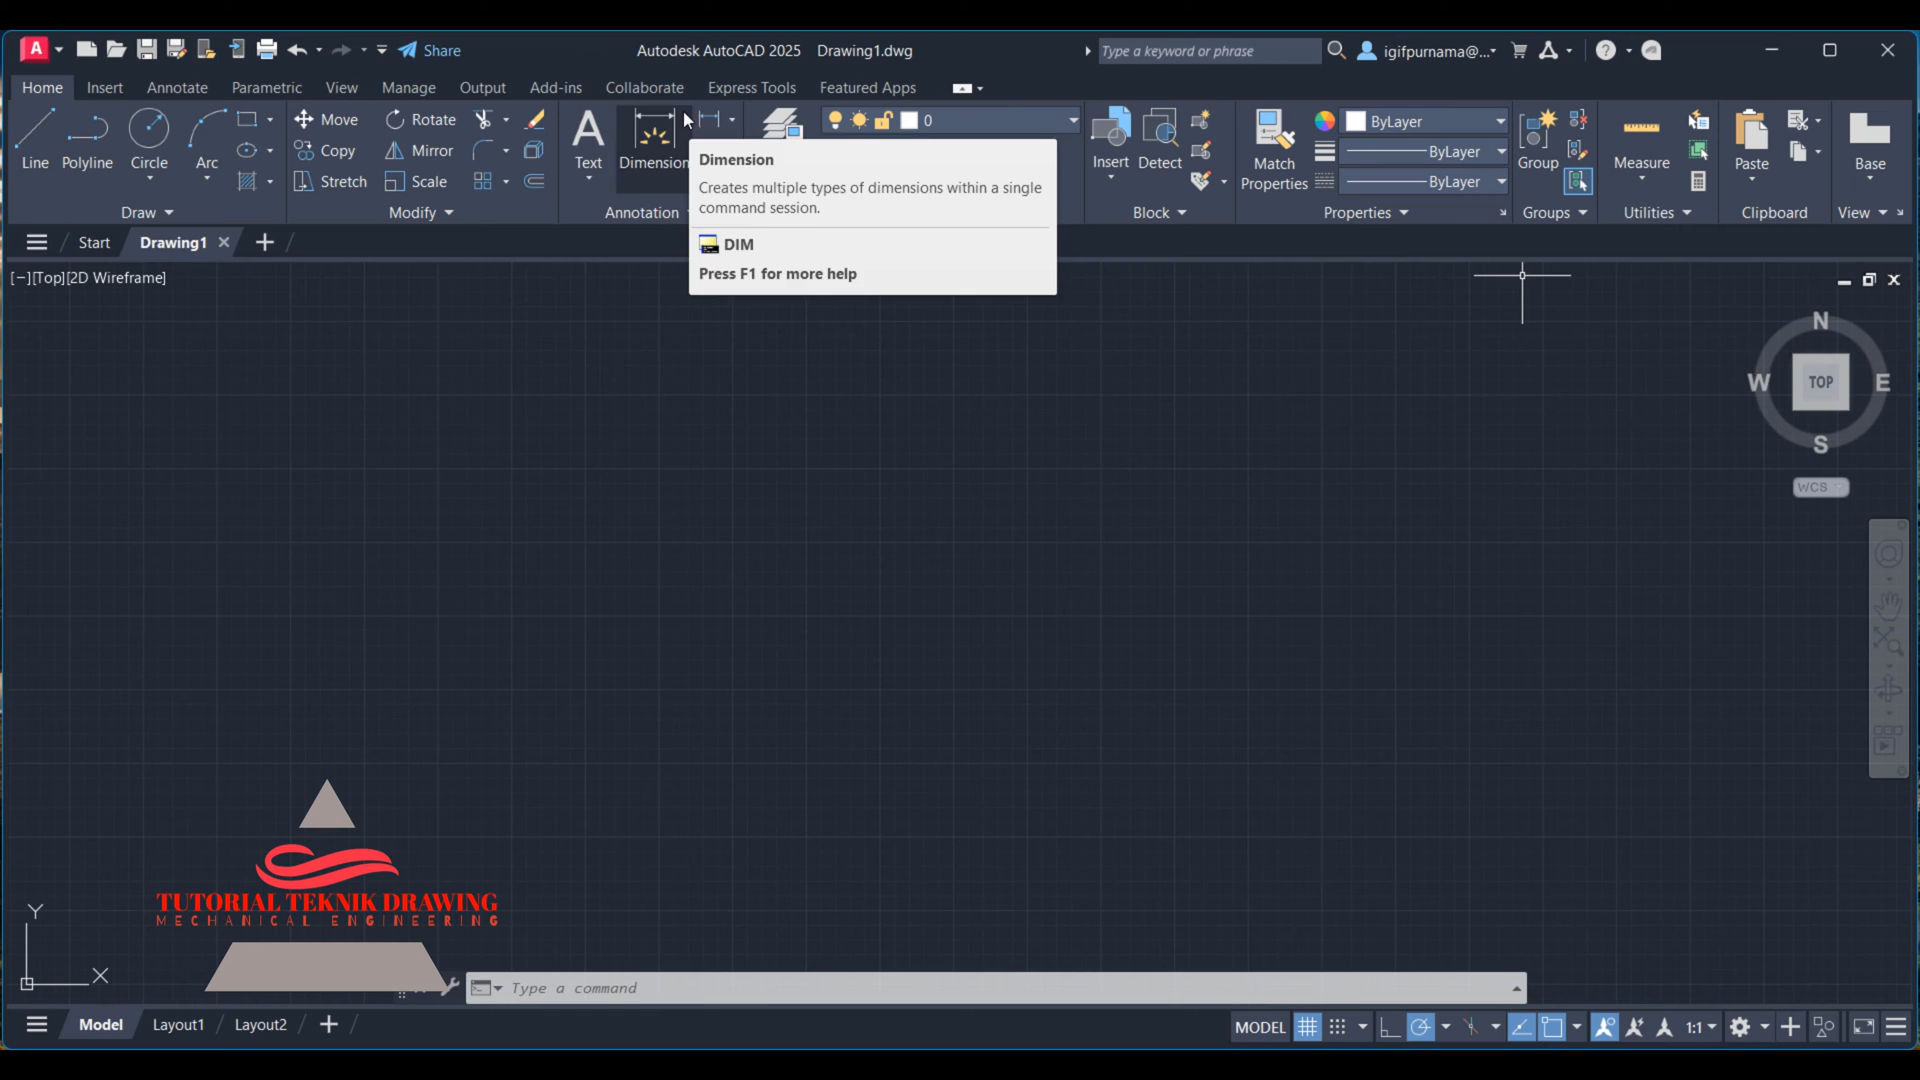 A
Share
Autodesk AutoCAD 2025 Drawing1.dwg
Type a keyword or phrase
igifpurnama@...
Home Insert Annotate Parametric View Manage Output Add-ins Collaborate Express Tools Featured Apps
Line Polyline Circle Arc
Move Rotate
Copy Mirror
Stretch Scale
Text Dimension
0
Insert Detect
Match Properties
ByLayer
ByLayer
ByLayer
Group Measure Paste Base
Draw Modify Annotation Block Properties Groups Utilities Clipboard View
Dimension
Creates multiple types of dimensions within a single
command session.
DIM
Press F1 for more help
Start Drawing1
[−][Top][2D Wireframe]
N
W TOP E
S
WCS
TUTORIAL TEKNIK DRAWING
MECHANICAL ENGINEERING
Y
X
Type a command
Model Layout1 Layout2
MODEL 1:1